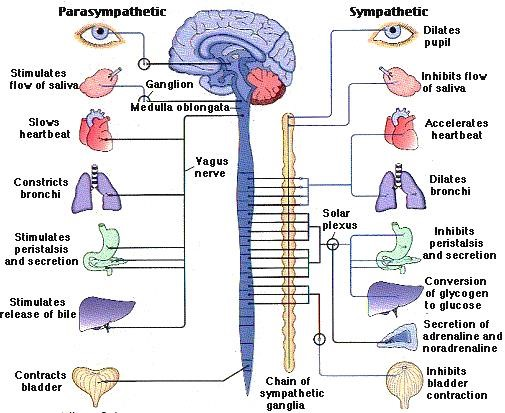 Parasympathetic
Sympathetic
Dilates
pupil
Stimulates
flow of saliva
Ganglion
Medulla oblongata
Inhibits flow
of saliva
Slows
heartbeat
Accelerates
heartbeat
Vagus
nerve
Constricts
bronchi
Dilates
bronchi
Solar
plexus
Stimulates
peristalsis
and secretion
Inhibits
peristalsis
and secretion
Stimulates
release of bile
Conversion
of glycogen
to glucose
Secretion of
adrenaline and
noradrenaline
Contracts
bladder
Chain of
sympathetic
ganglia
Inhibits
bladder
contraction